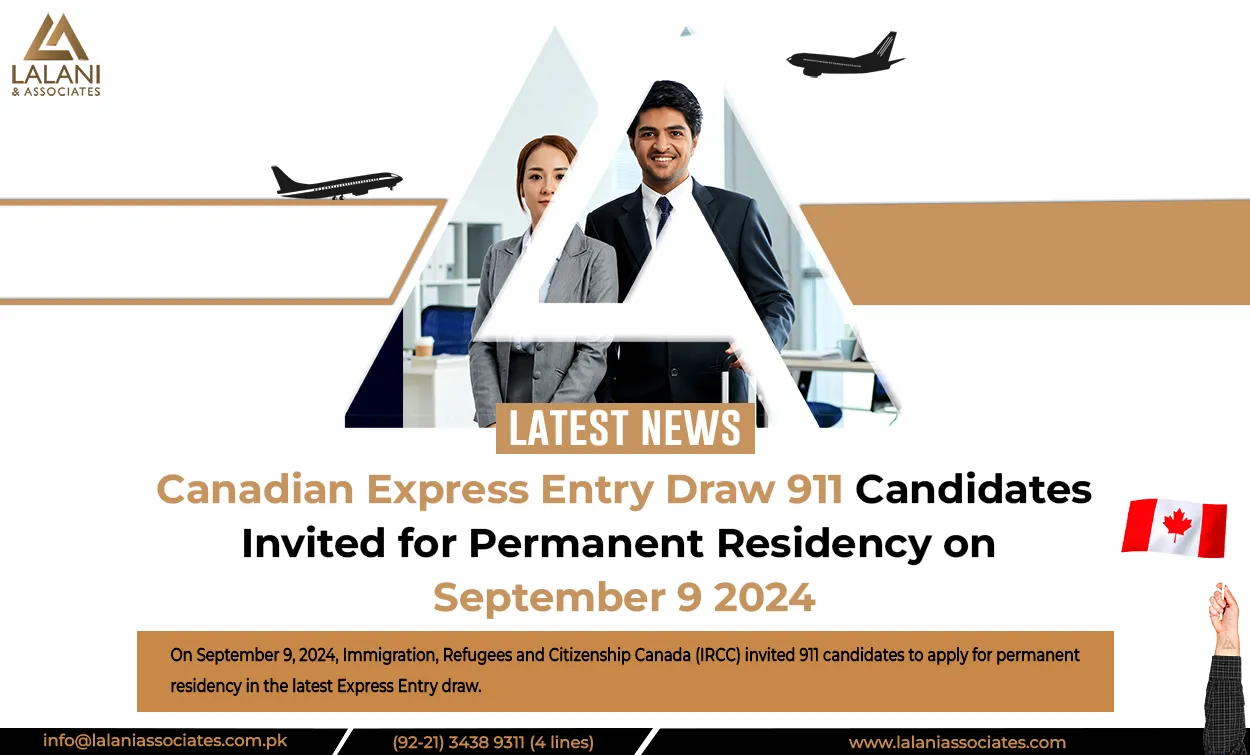 LALANI
& ASSOCIATES
LATEST NEWS
Canadian Express Entry Draw 911 Candidates
Invited for Permanent Residency on
September 9 2024
On September 9, 2024, Immigration, Refugees and Citizenship Canada (IRCC) invited 911 candidates to apply for permanent
residency in the latest Express Entry draw.
info@lalaniassociates.com.pk
(92-21) 3438 9311 (4 lines)
www.lalaniassociates.com